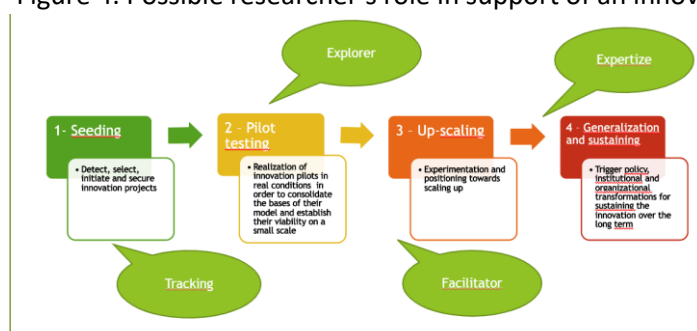 Figure 4. Possible researcher's role in support of an innov
Explorer
Expertize
1- Seeding
2 – Pilot
testing
3 – Up-scaling
4 – Generalization
and sustaining
• Detect, select,
initiate and secure
innovation projects
• Realization of
innovation pilots in
real conditions in
order to consolidate
the bases of their
model and establish
their viability on a
small scale
• Experimentation and
positioning towards
scaling up
• Trigger policy,
institutional and
organizational
transformations for
sustaining the
innovation over the
long term
Tracking
Facilitator